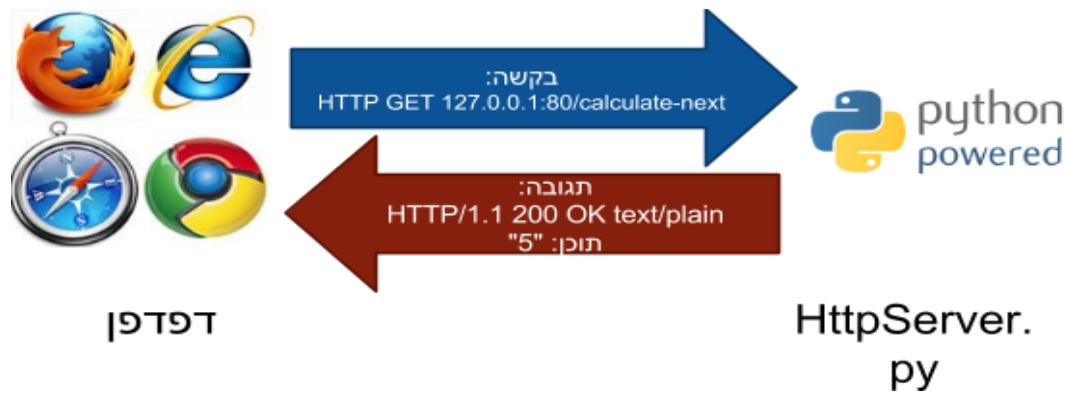 בקשה:
HTTP GET 127.0.0.1:80/calculate-next
python
powered
תגובה:
HTTP/1.1 200 OK text/plain
תוכן: "5"
דפדפן
HttpServer.
py